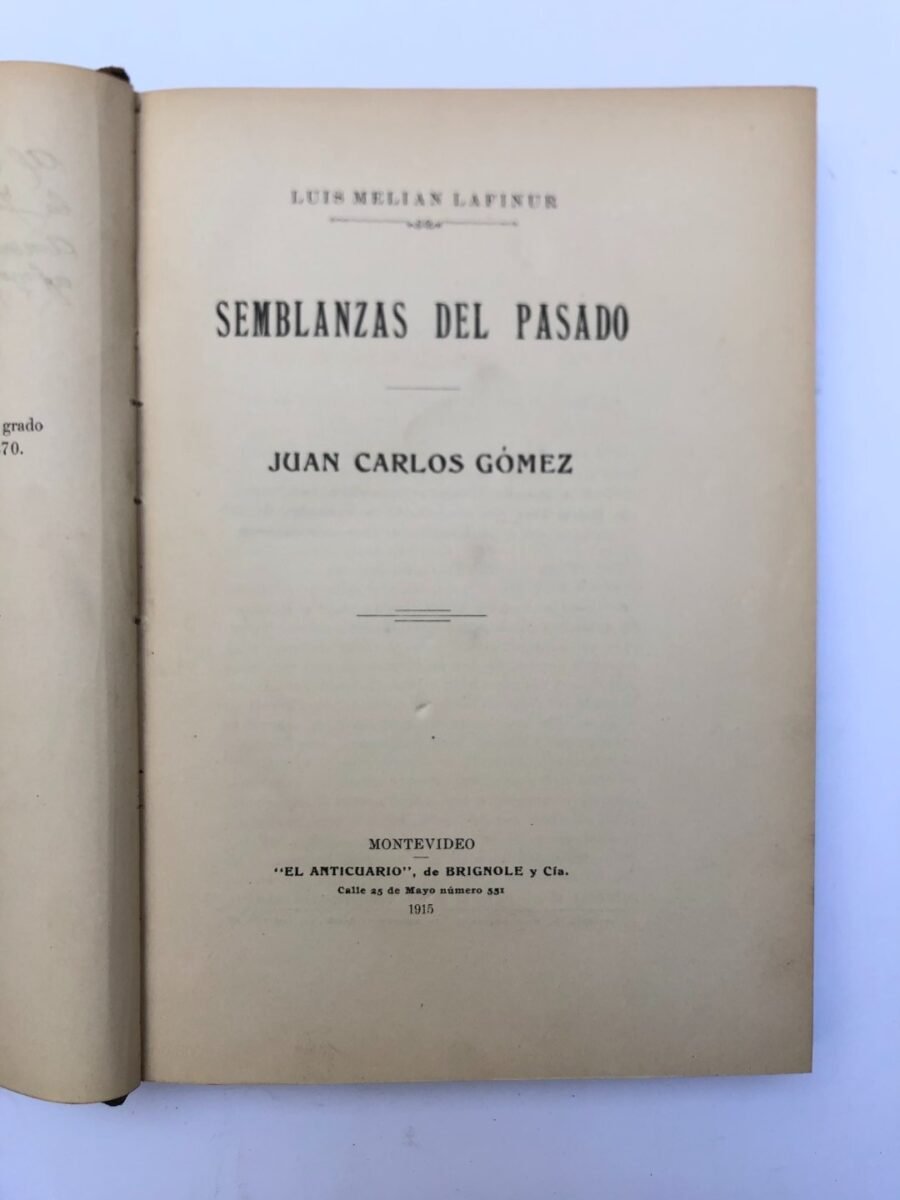 grado
70.
LUIS MELIAN LAFINUR
SEMBLANZAS DEL PASADO
JUAN CARLOS GÓMEZ
MONTEVIDEO
"EL ANTICUARIO", de BRIGNOLE y Cía.
Calle 25 de Mayo número 551
1915